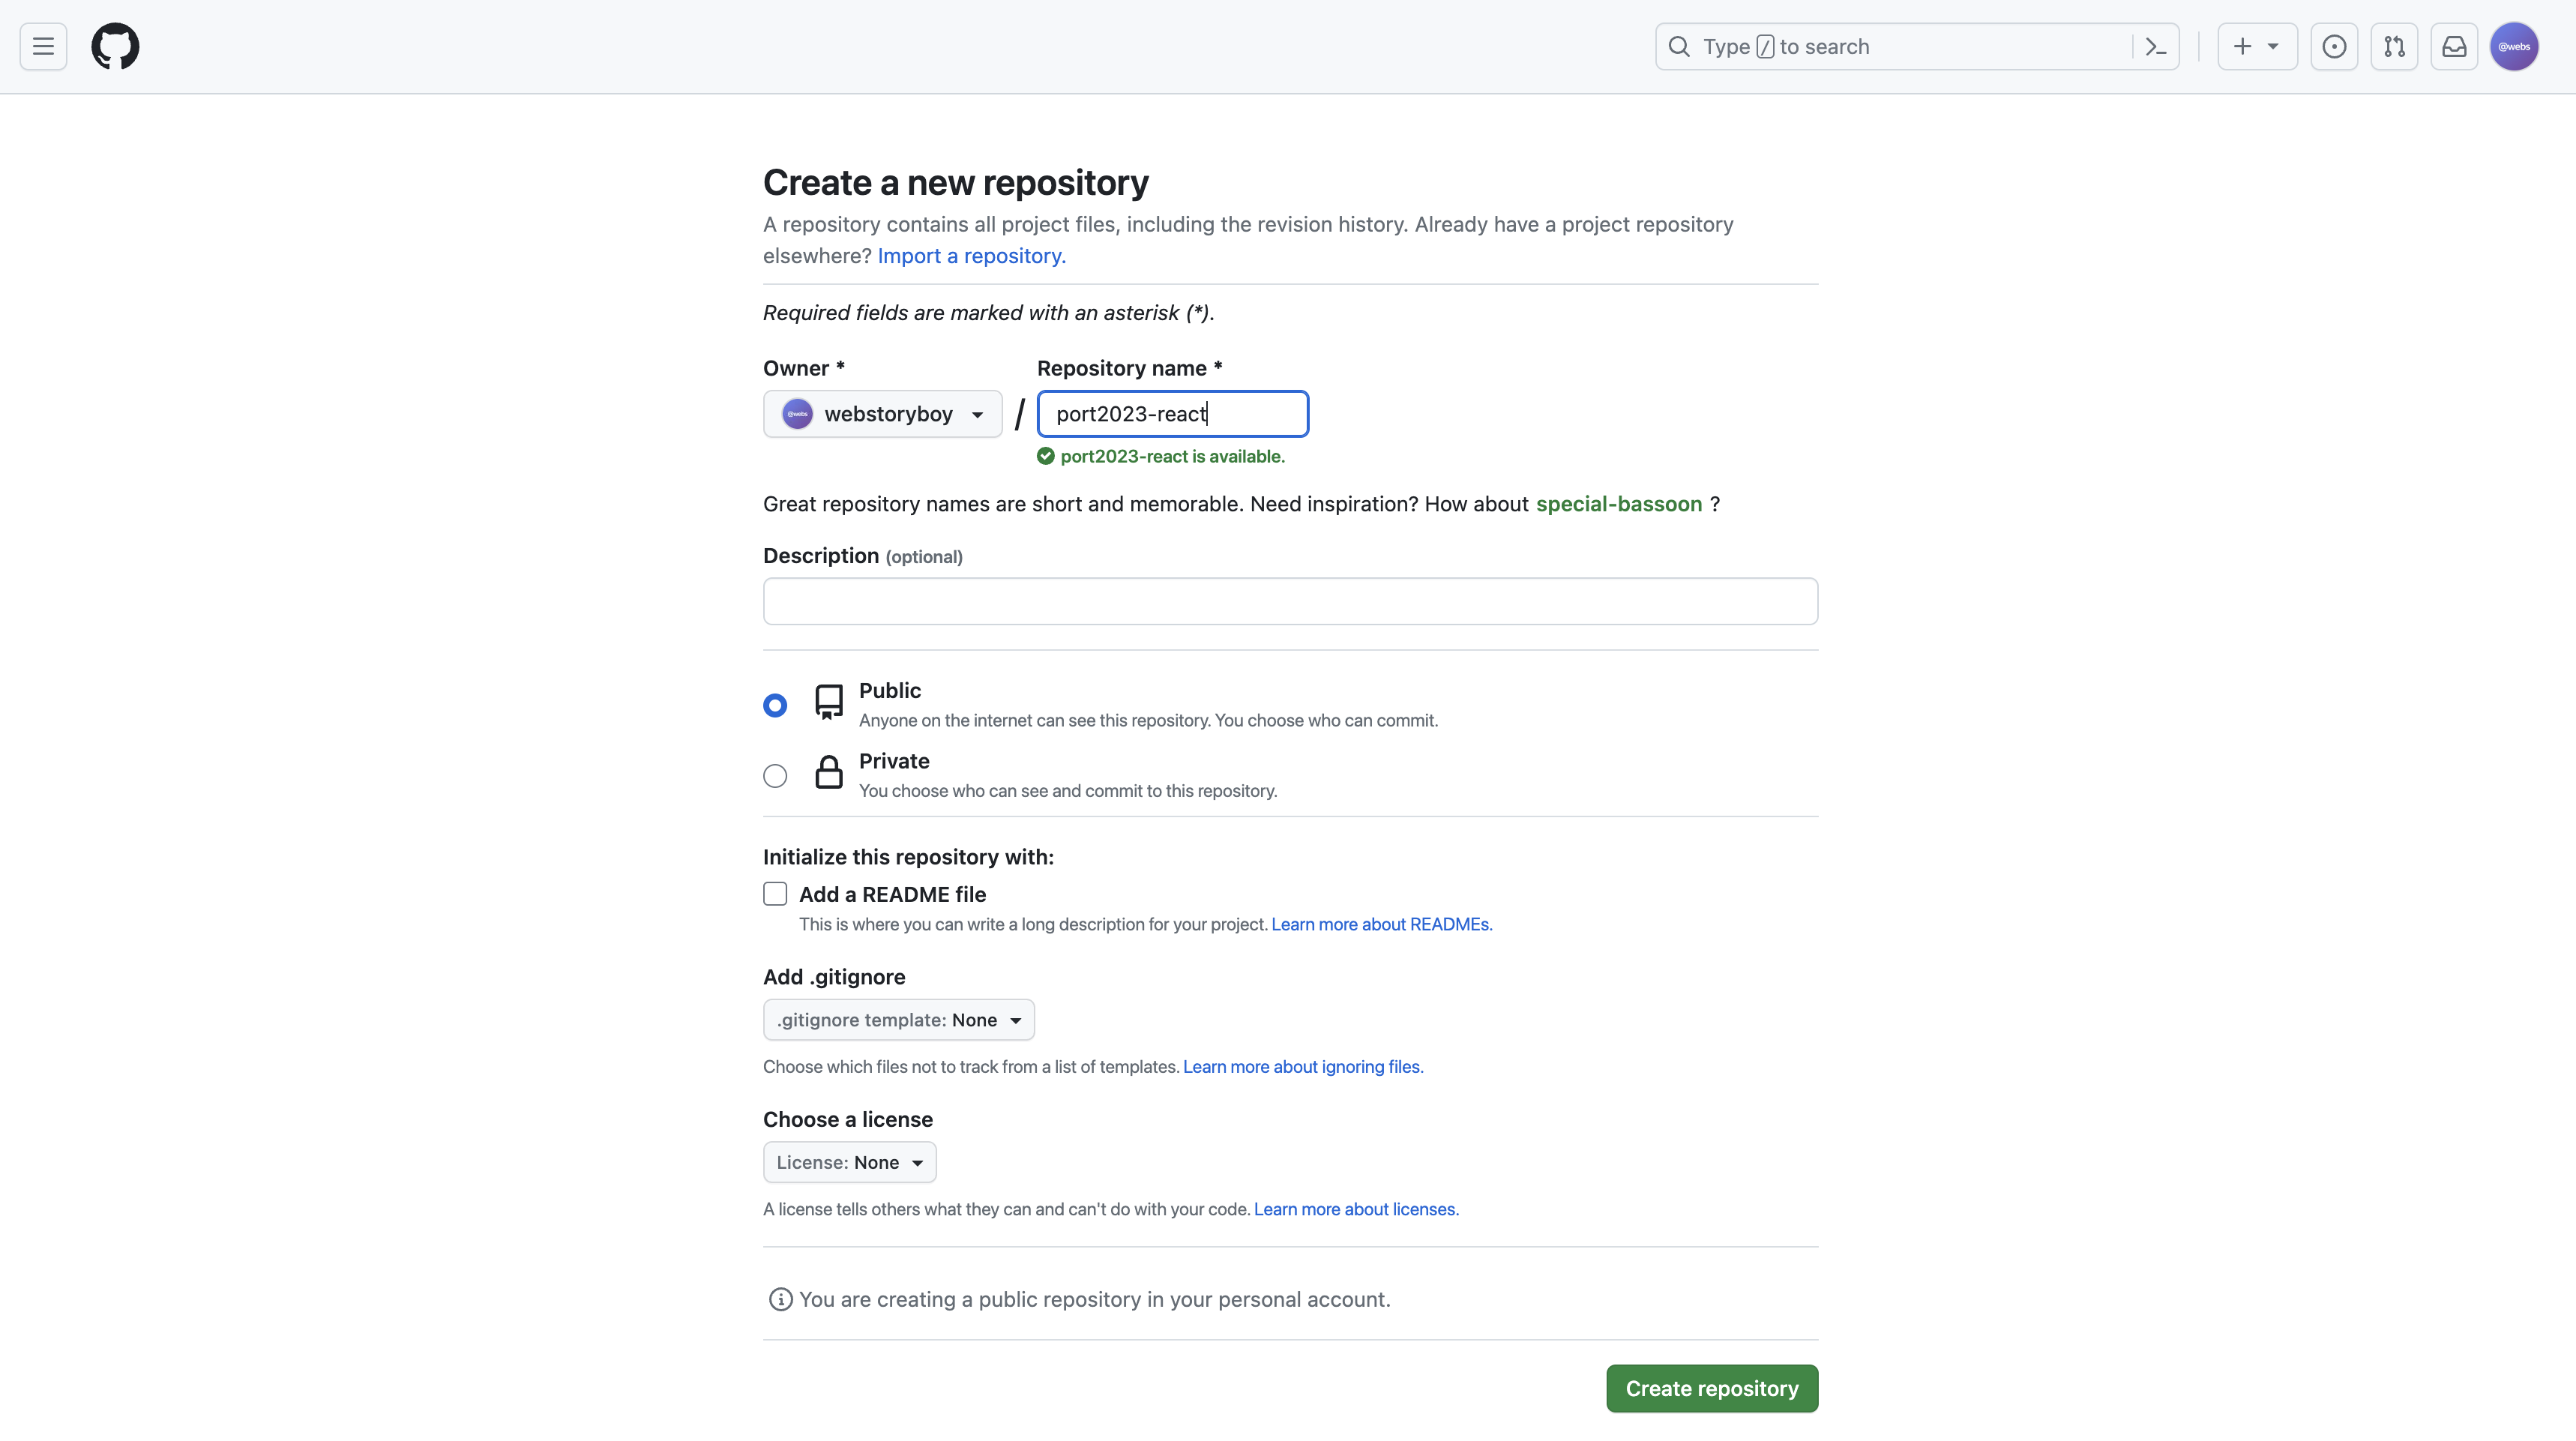 Type / to search
@webs
Create a new repository
A repository contains all project files, including the revision history. Already have a project repository
elsewhere? Import a repository.
Required fields are marked with an asterisk (*).
Owner *
Repository name *
@webs webstoryboy
/
port2023-react
port2023-react is available.
Great repository names are short and memorable. Need inspiration? How about special-bassoon ?
Description (optional)
Public
Anyone on the internet can see this repository. You choose who can commit.
Private
You choose who can see and commit to this repository.
Initialize this repository with:
Add a README file
This is where you can write a long description for your project. Learn more about READMEs.
Add .gitignore
.gitignore template: None
Choose which files not to track from a list of templates. Learn more about ignoring files.
Choose a license
License: None
A license tells others what they can and can't do with your code. Learn more about licenses.
You are creating a public repository in your personal account.
Create repository